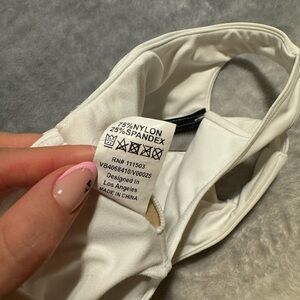 75%NYLON
25%SPANDEX
RN# 111503
VB4068410/V00025
Designed in
Los Angeles
MADE IN CHINA